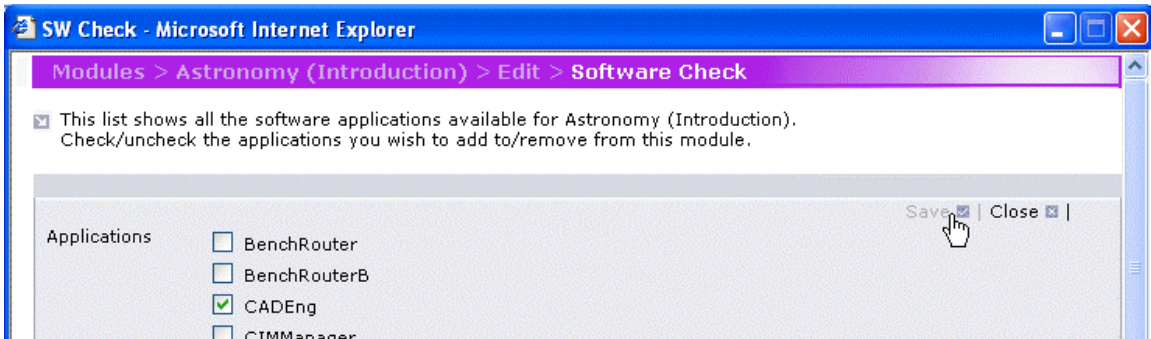 SW Check - Microsoft Internet Explorer
Modules > Astronomy (Introduction) > Edit > Software Check
This list shows all the software applications available for Astronomy (Introduction).
Check/uncheck the applications you wish to add to/remove from this module.
Save | Close |
Applications
BenchRouter
BenchRouterB
CADEng
CIMManager